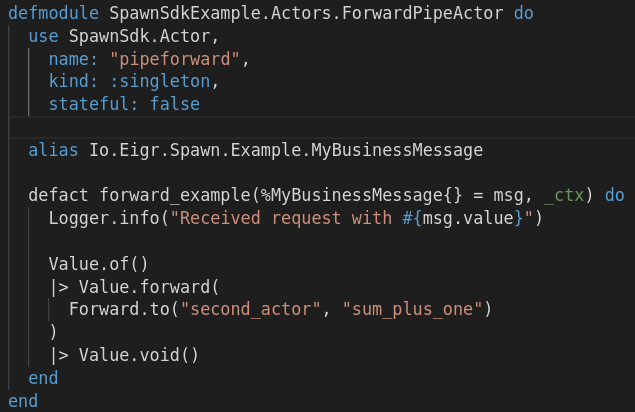 defmodule SpawnSdkExample.Actors.ForwardPipeActor do
  use SpawnSdk.Actor,
    name: "pipeforward",
    kind: :singleton,
    stateful: false

  alias Io.Eigr.Spawn.Example.MyBusinessMessage

  defact forward_example(%MyBusinessMessage{} = msg, _ctx) do
    Logger.info("Received request with #{msg.value}")

    Value.of()
    |> Value.forward(
      Forward.to("second_actor", "sum_plus_one")
    )
    |> Value.void()
  end
end